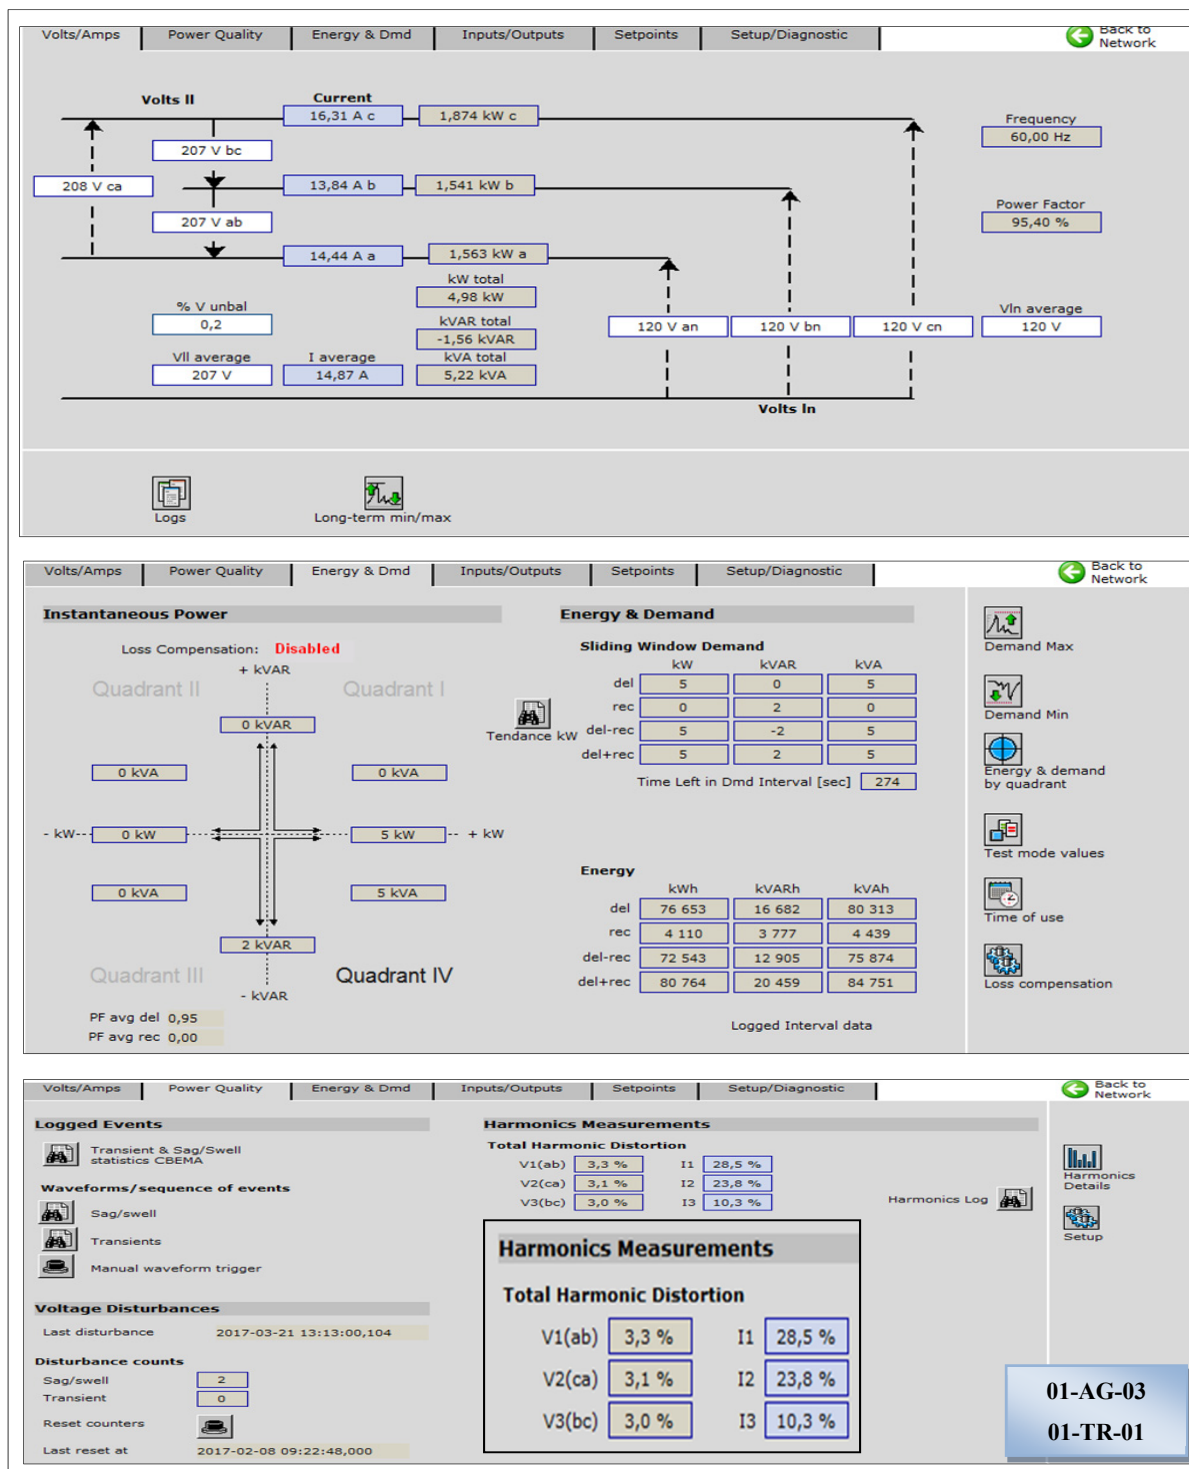 Volts/Amps Power Quality Energy & Dmd Inputs/Outputs Setpoints Setup/Diagnostic Back to
Network
Volts ll Current
16,31 A c 1,874 kW c
Frequency
60,00 Hz
207 V bc
208 V ca 13,84 A b 1,541 kW b
Power Factor
95,40 %
207 V ab
14,44 A a 1,563 kW a
kW total
4,98 kW
% V unbal
0,2
kVAR total
-1,56 kVAR
120 V an 120 V bn 120 V cn
Vln average
120 V
Vll average I average kVA total
207 V 14,87 A 5,22 kVA
Volts ln
Logs Long-term min/max
Volts/Amps Power Quality Energy & Dmd Inputs/Outputs Setpoints Setup/Diagnostic Back to
Network
Instantaneous Power
Loss Compensation: Disabled
+ kVAR
Quadrant II Quadrant I
0 kVAR
0 kVA 0 kVA
- kW 0 kW 5 kW + kW
0 kVA 5 kVA
2 kVAR
Quadrant III Quadrant IV
- kVAR
PF avg del 0,95
PF avg rec 0,00
Tendance kW
Energy & Demand
Sliding Window Demand
kW kVAR kVA
del 5 0 5
rec 0 2 0
del-rec 5 -2 5
del+rec 5 2 5
Time Left in Dmd Interval [sec] 274
Energy
kWh kVARh kVAh
del 76 653 16 682 80 313
rec 4 110 3 777 4 439
del-rec 72 543 12 905 75 874
del+rec 80 764 20 459 84 751
Logged Interval data
Demand Max
Demand Min
Energy & demand
by quadrant
Test mode values
Time of use
Loss compensation
Volts/Amps Power Quality Energy & Dmd Inputs/Outputs Setpoints Setup/Diagnostic Back to
Network
Logged Events
Transient & Sag/Swell
statistics CBEMA
Waveforms/sequence of events
Sag/swell
Transients
Manual waveform trigger
Voltage Disturbances
Last disturbance 2017-03-21 13:13:00,104
Disturbance counts
Sag/swell 2
Transient 0
Reset counters
Last reset at 2017-02-08 09:22:48,000
Harmonics Measurements
Total Harmonic Distortion
V1(ab) 3,3 % I1 28,5 %
V2(ca) 3,1 % I2 23,8 %
V3(bc) 3,0 % I3 10,3 %
Harmonics Log
Harmonics
Details
Setup
Harmonics Measurements
Total Harmonic Distortion
V1(ab) 3,3 % I1 28,5 %
V2(ca) 3,1 % I2 23,8 %
V3(bc) 3,0 % I3 10,3 %
01-AG-03
01-TR-01